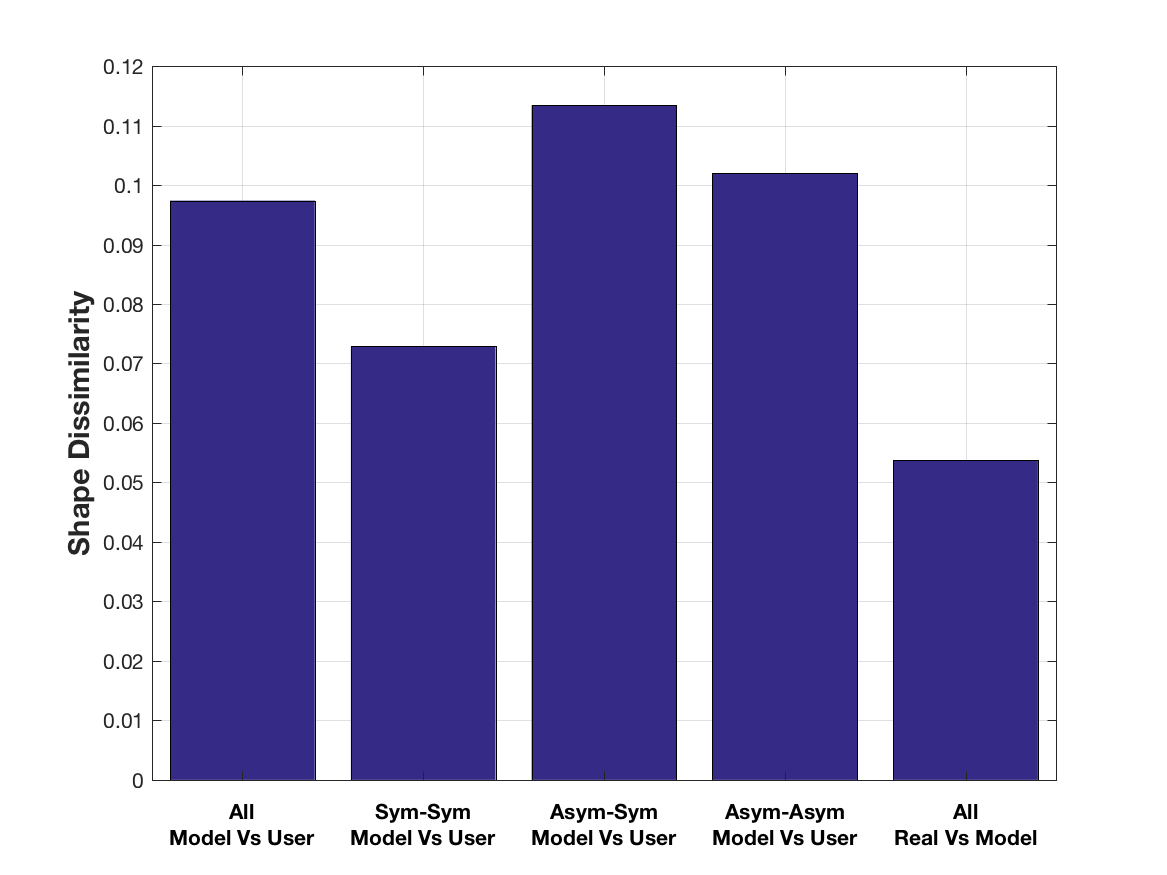 0.12
0.11
0.1
0.09
0.08
0.07
0.06
0.05
0.04
0.03
0.02
0.01
0
Shape Dissimilarity
All
Model Vs User
Sym-Sym
Model Vs User
Asym-Sym
Model Vs User
Asym-Asym
Model Vs User
All
Real Vs Model